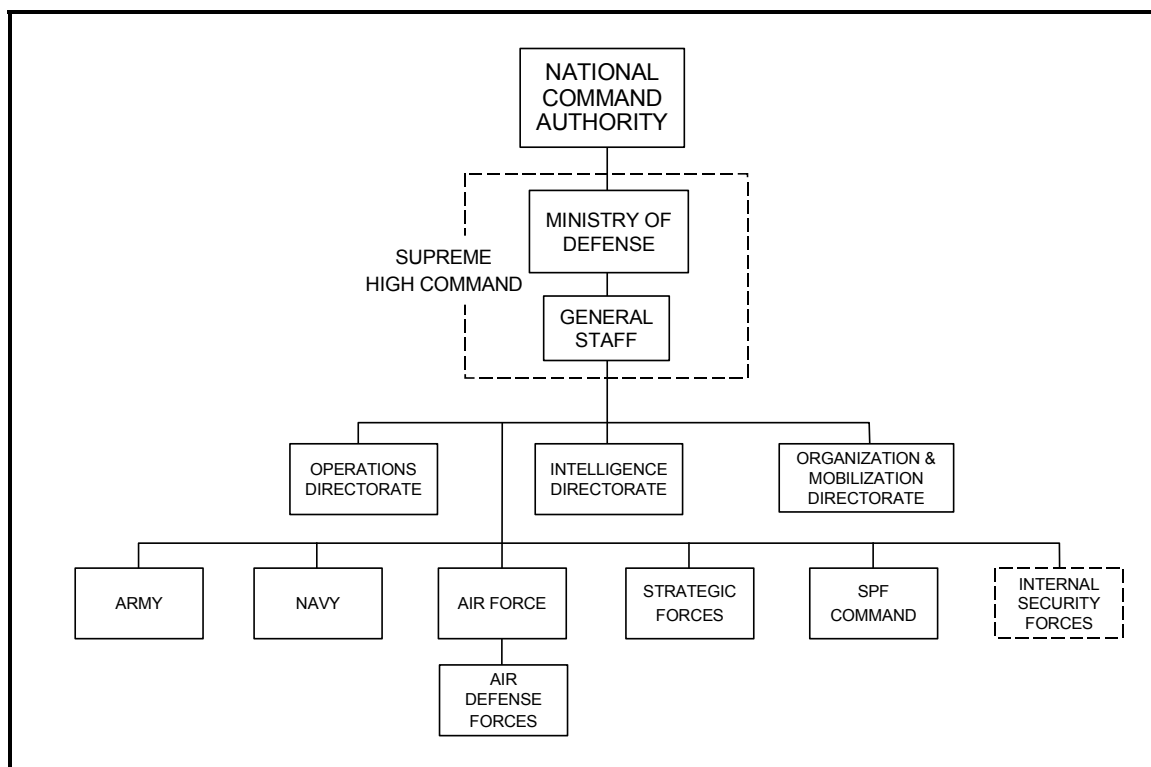 NATIONAL
COMMAND
AUTHORITY
MINISTRY OF
DEFENSE
SUPREME
HIGH COMMAND
GENERAL
STAFF
OPERATIONS
DIRECTORATE
INTELLIGENCE
DIRECTORATE
ORGANIZATION &
MOBILIZATION
DIRECTORATE
ARMY
NAVY
AIR FORCE
STRATEGIC
FORCES
SPF
COMMAND
INTERNAL
SECURITY
FORCES
AIR
DEFENSE
FORCES